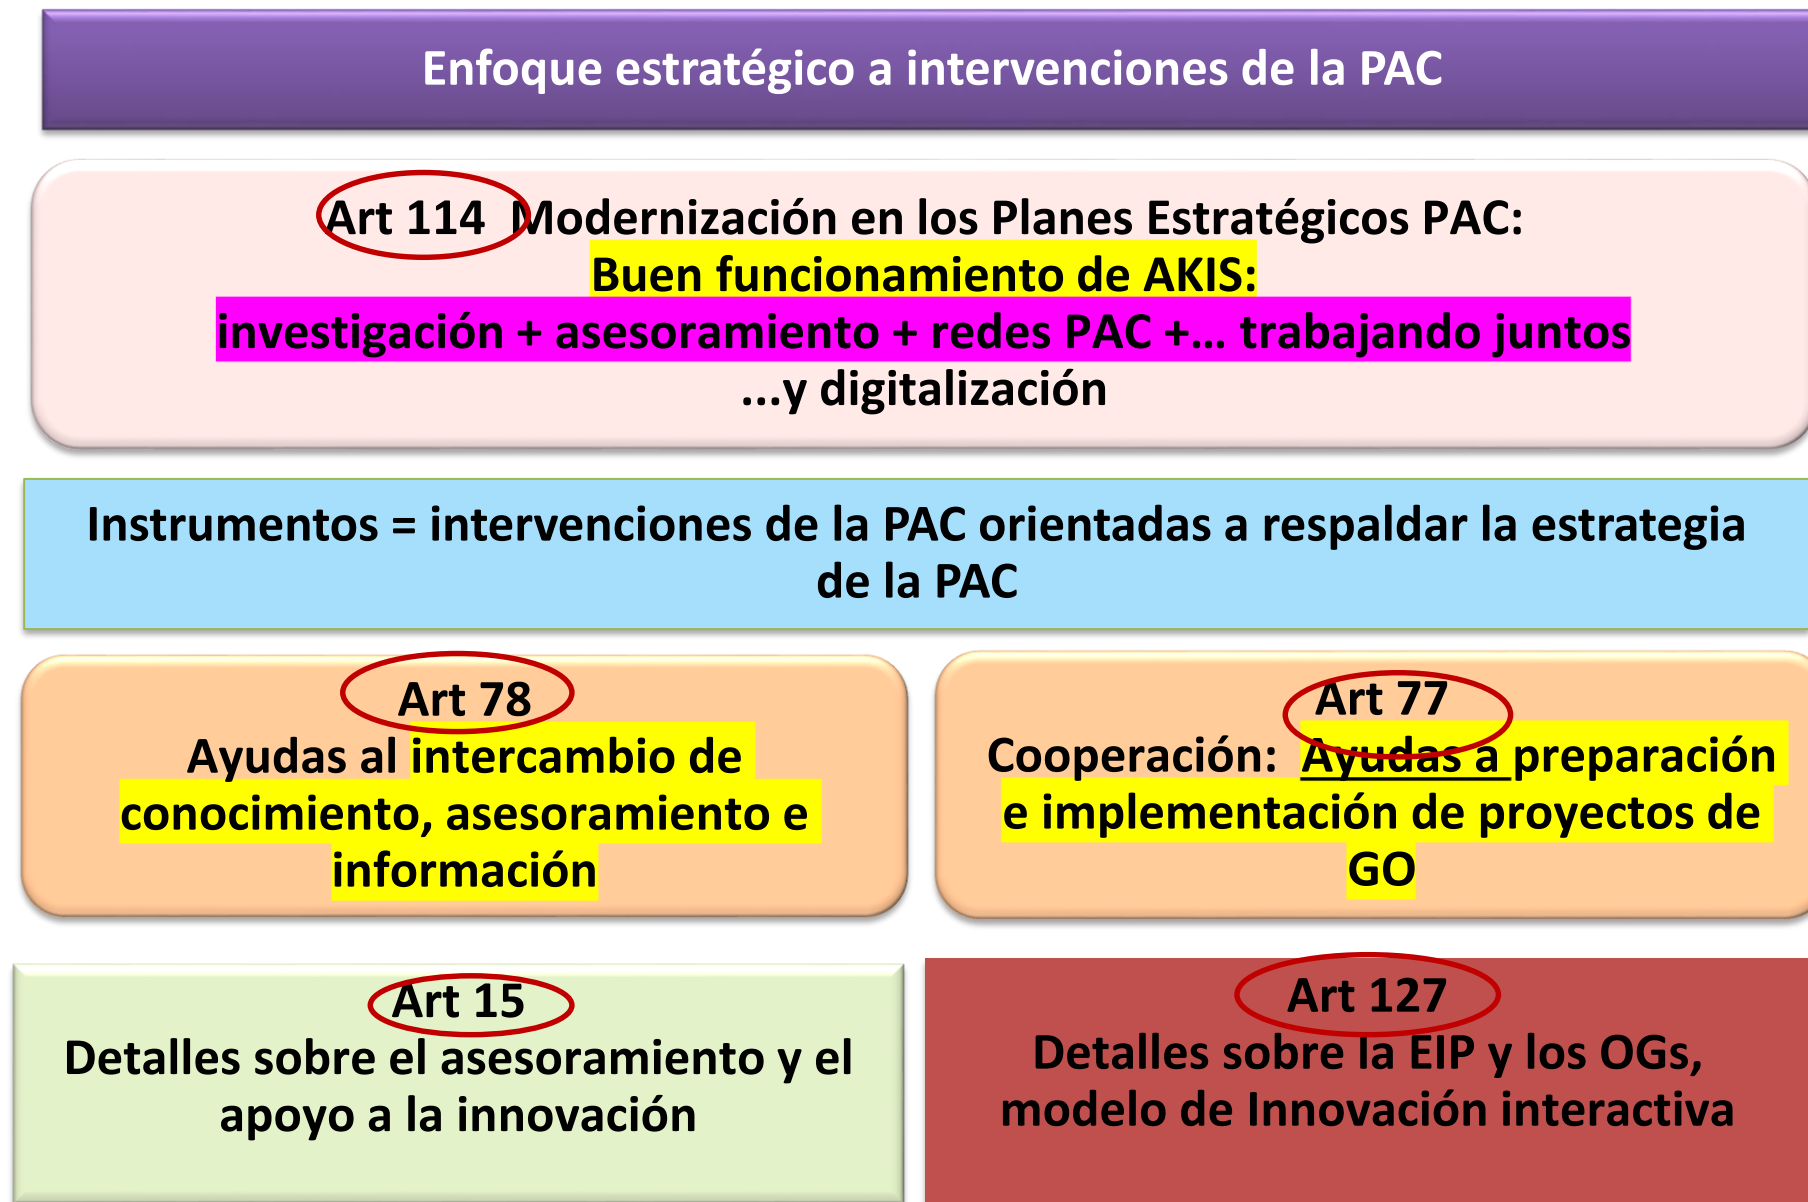 Enfoque estratégico a intervenciones de la PAC
Art 114 Modernización en los Planes Estratégicos PAC:
Buen funcionamiento de AKIS:
investigación + asesoramiento + redes PAC +... trabajando juntos
...y digitalización
Instrumentos = intervenciones de la PAC orientadas a respaldar la estrategia
de la PAC
Art 78
Ayudas al intercambio de
conocimiento, asesoramiento e
información
Art 77
Cooperación: Ayudas a preparación
e implementación de proyectos de
GO
Art 15
Detalles sobre el asesoramiento y el
apoyo a la innovación
Art 127
Detalles sobre la EIP y los OGs,
modelo de Innovación interactiva